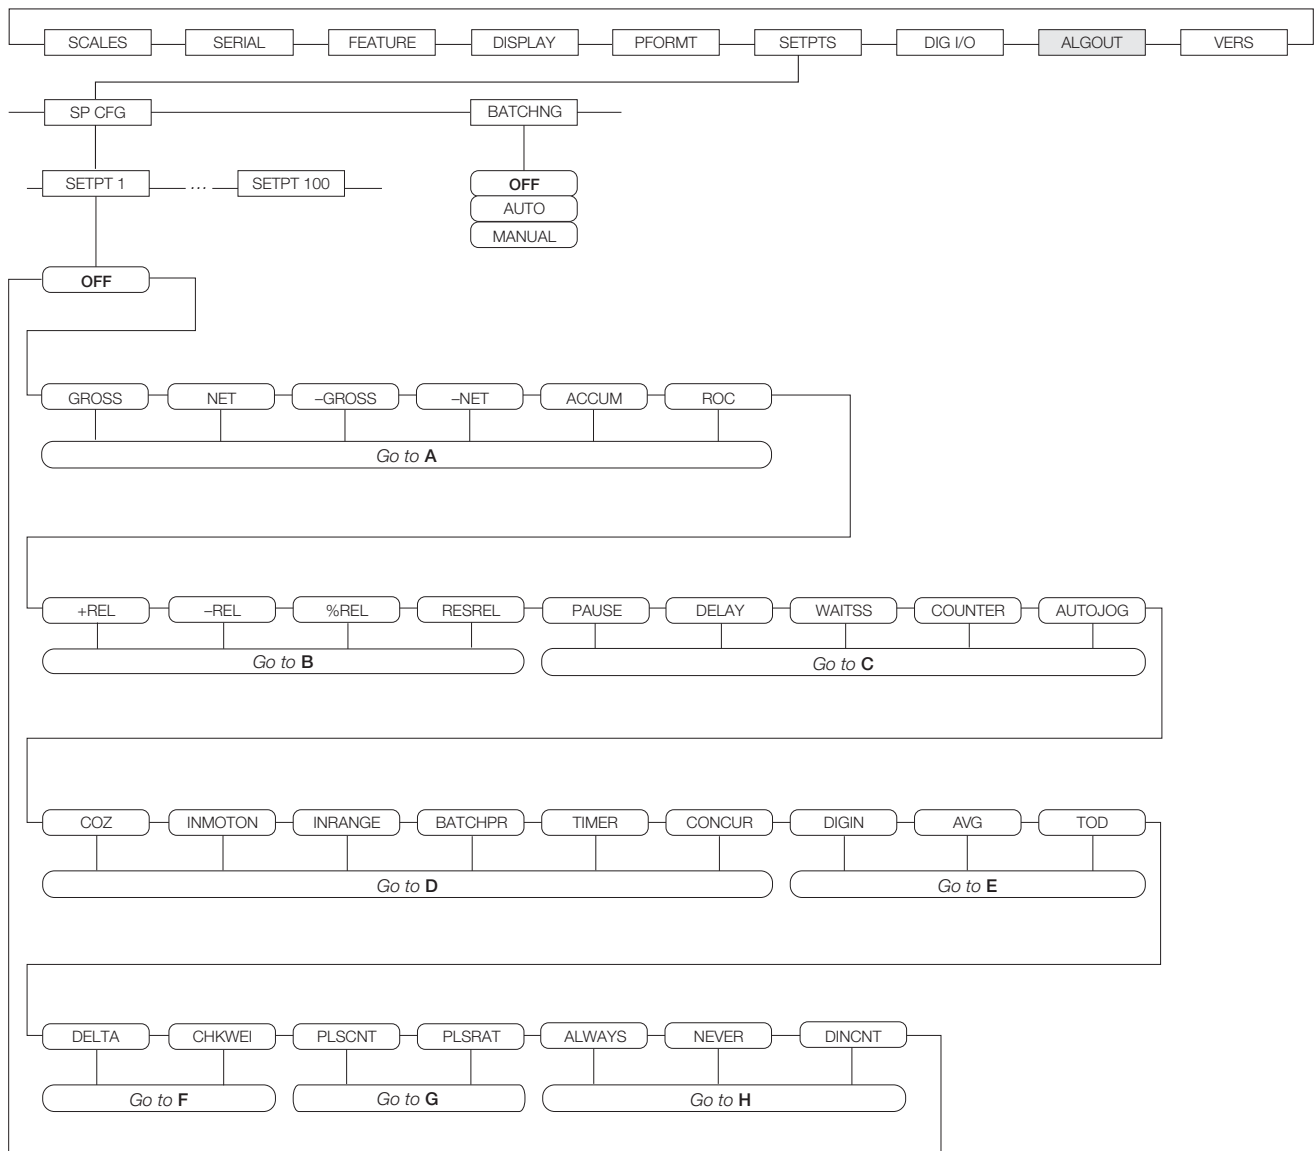 SCALES SERIAL FEATURE DISPLAY PFORMT SETPTS DIG I/O ALGOUT VERS
SP CFG BATCHNG
SETPT 1 ... SETPT 100 OFF
AUTO
MANUAL
OFF
GROSS NET –GROSS –NET ACCUM ROC
Go to A
+REL –REL %REL RESREL PAUSE DELAY WAITSS COUNTER AUTOJOG
Go to B Go to C
COZ INMOTON INRANGE BATCHPR TIMER CONCUR DIGIN AVG TOD
Go to D Go to E
DELTA CHKWEI PLSCNT PLSRAT ALWAYS NEVER DINCNT
Go to F Go to G Go to H